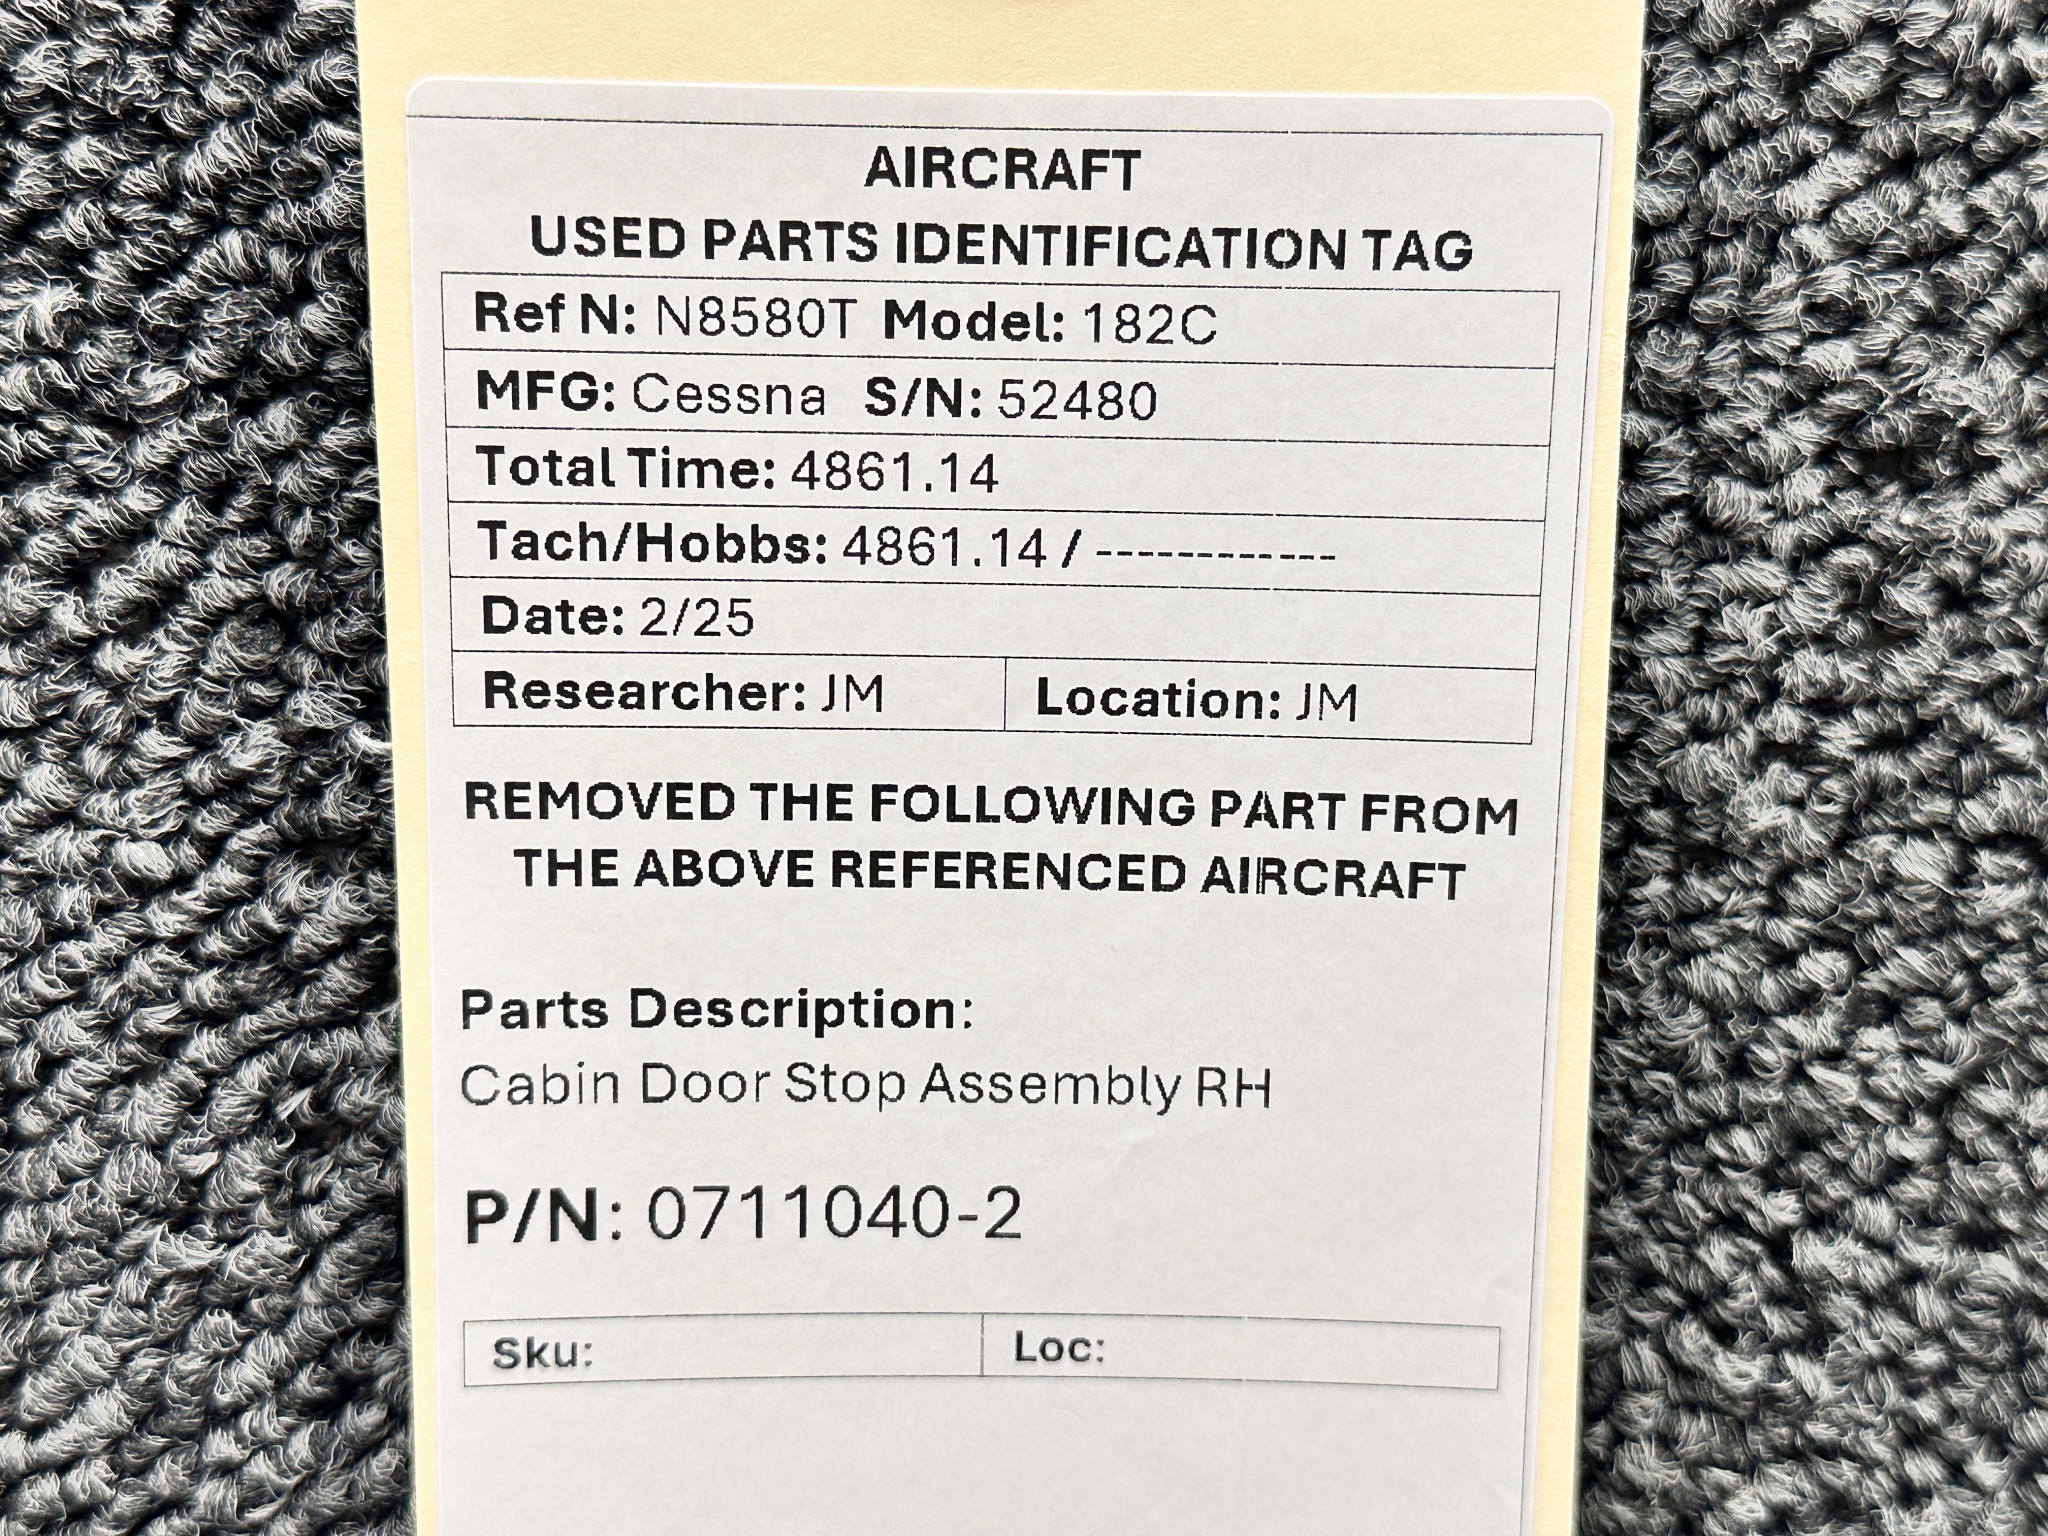 AIRCRAFT
USED PARTS IDENTIFICATION TAG
Ref N: N8580T Model: 182C
MFG: Cessna S/N: 52480
Total Time: 4861.14
Tach/Hobbs: 4861.14 / ------------
Date: 2/25
Researcher: JM Location: JM
REMOVED THE FOLLOWING PART FROM
THE ABOVE REFERENCED AIRCRAFT
Parts Description:
Cabin Door Stop Assembly RH
P/N: 0711040-2
Sku: Loc: